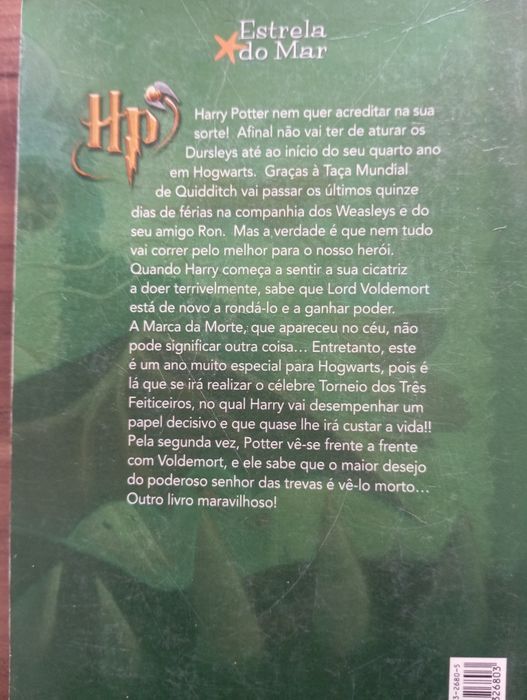 Estrela
do Mar
HP
Harry Potter nem quer acreditar na sua
sorte! Afinal não vai ter de aturar os
Dursleys até ao início do seu quarto ano
em Hogwarts. Graças à Taça Mundial
de Quidditch vai passar os últimos quinze
dias de férias na companhia dos Weasleys e do
seu amigo Ron. Mas a verdade é que nem tudo
vai correr pelo melhor para o nosso herói.
Quando Harry começa a sentir a sua cicatriz
a doer terrivelmente, sabe que Lord Voldemort
está de novo a rondá-lo e a ganhar poder.
A Marca da Morte, que apareceu no céu, não
pode significar outra coisa... Entretanto, este
é um ano muito especial para Hogwarts, pois é
lá que se irá realizar o célebre Torneio dos Três
Feiticeiros, no qual Harry vai desempenhar um
papel decisivo e que quase lhe irá custar a vida!!
Pela segunda vez, Potter vê-se frente a frente
com Voldemort, e ele sabe que o maior desejo
do poderoso senhor das trevas é vê-lo morto...
Outro livro maravilhoso!
3-2680-5
326803